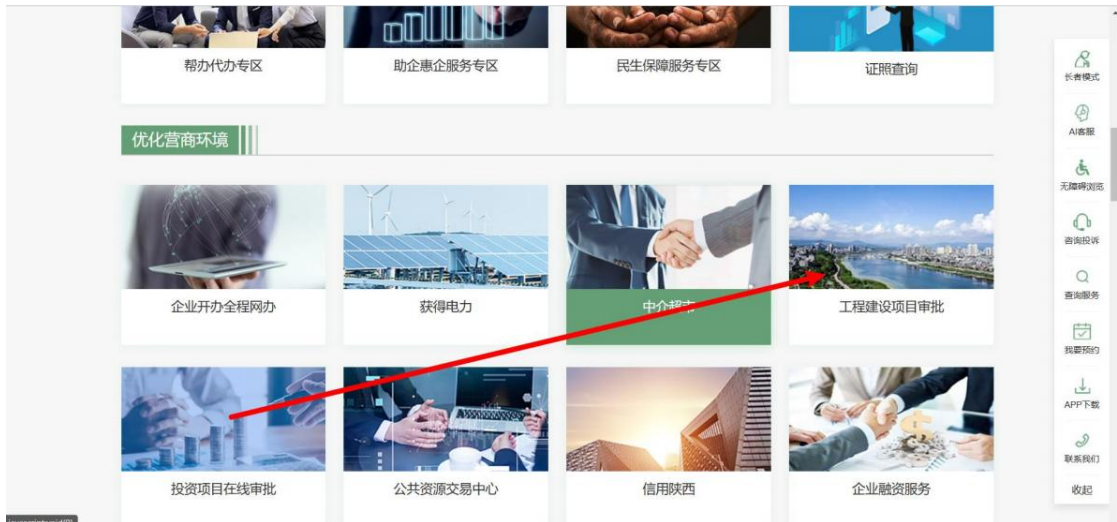 帮办代办专区
助企惠企服务专区
民生保障服务专区
证照查询
优化营商环境
企业开办全程网办
获得电力
中介超市
工程建设项目审批
投资项目在线审批
公共资源交易中心
信用陕西
企业融资服务
长者模式
AI客服
无障碍浏览
咨询投诉
查询服务
我要预约
APP下载
联系我们
收起